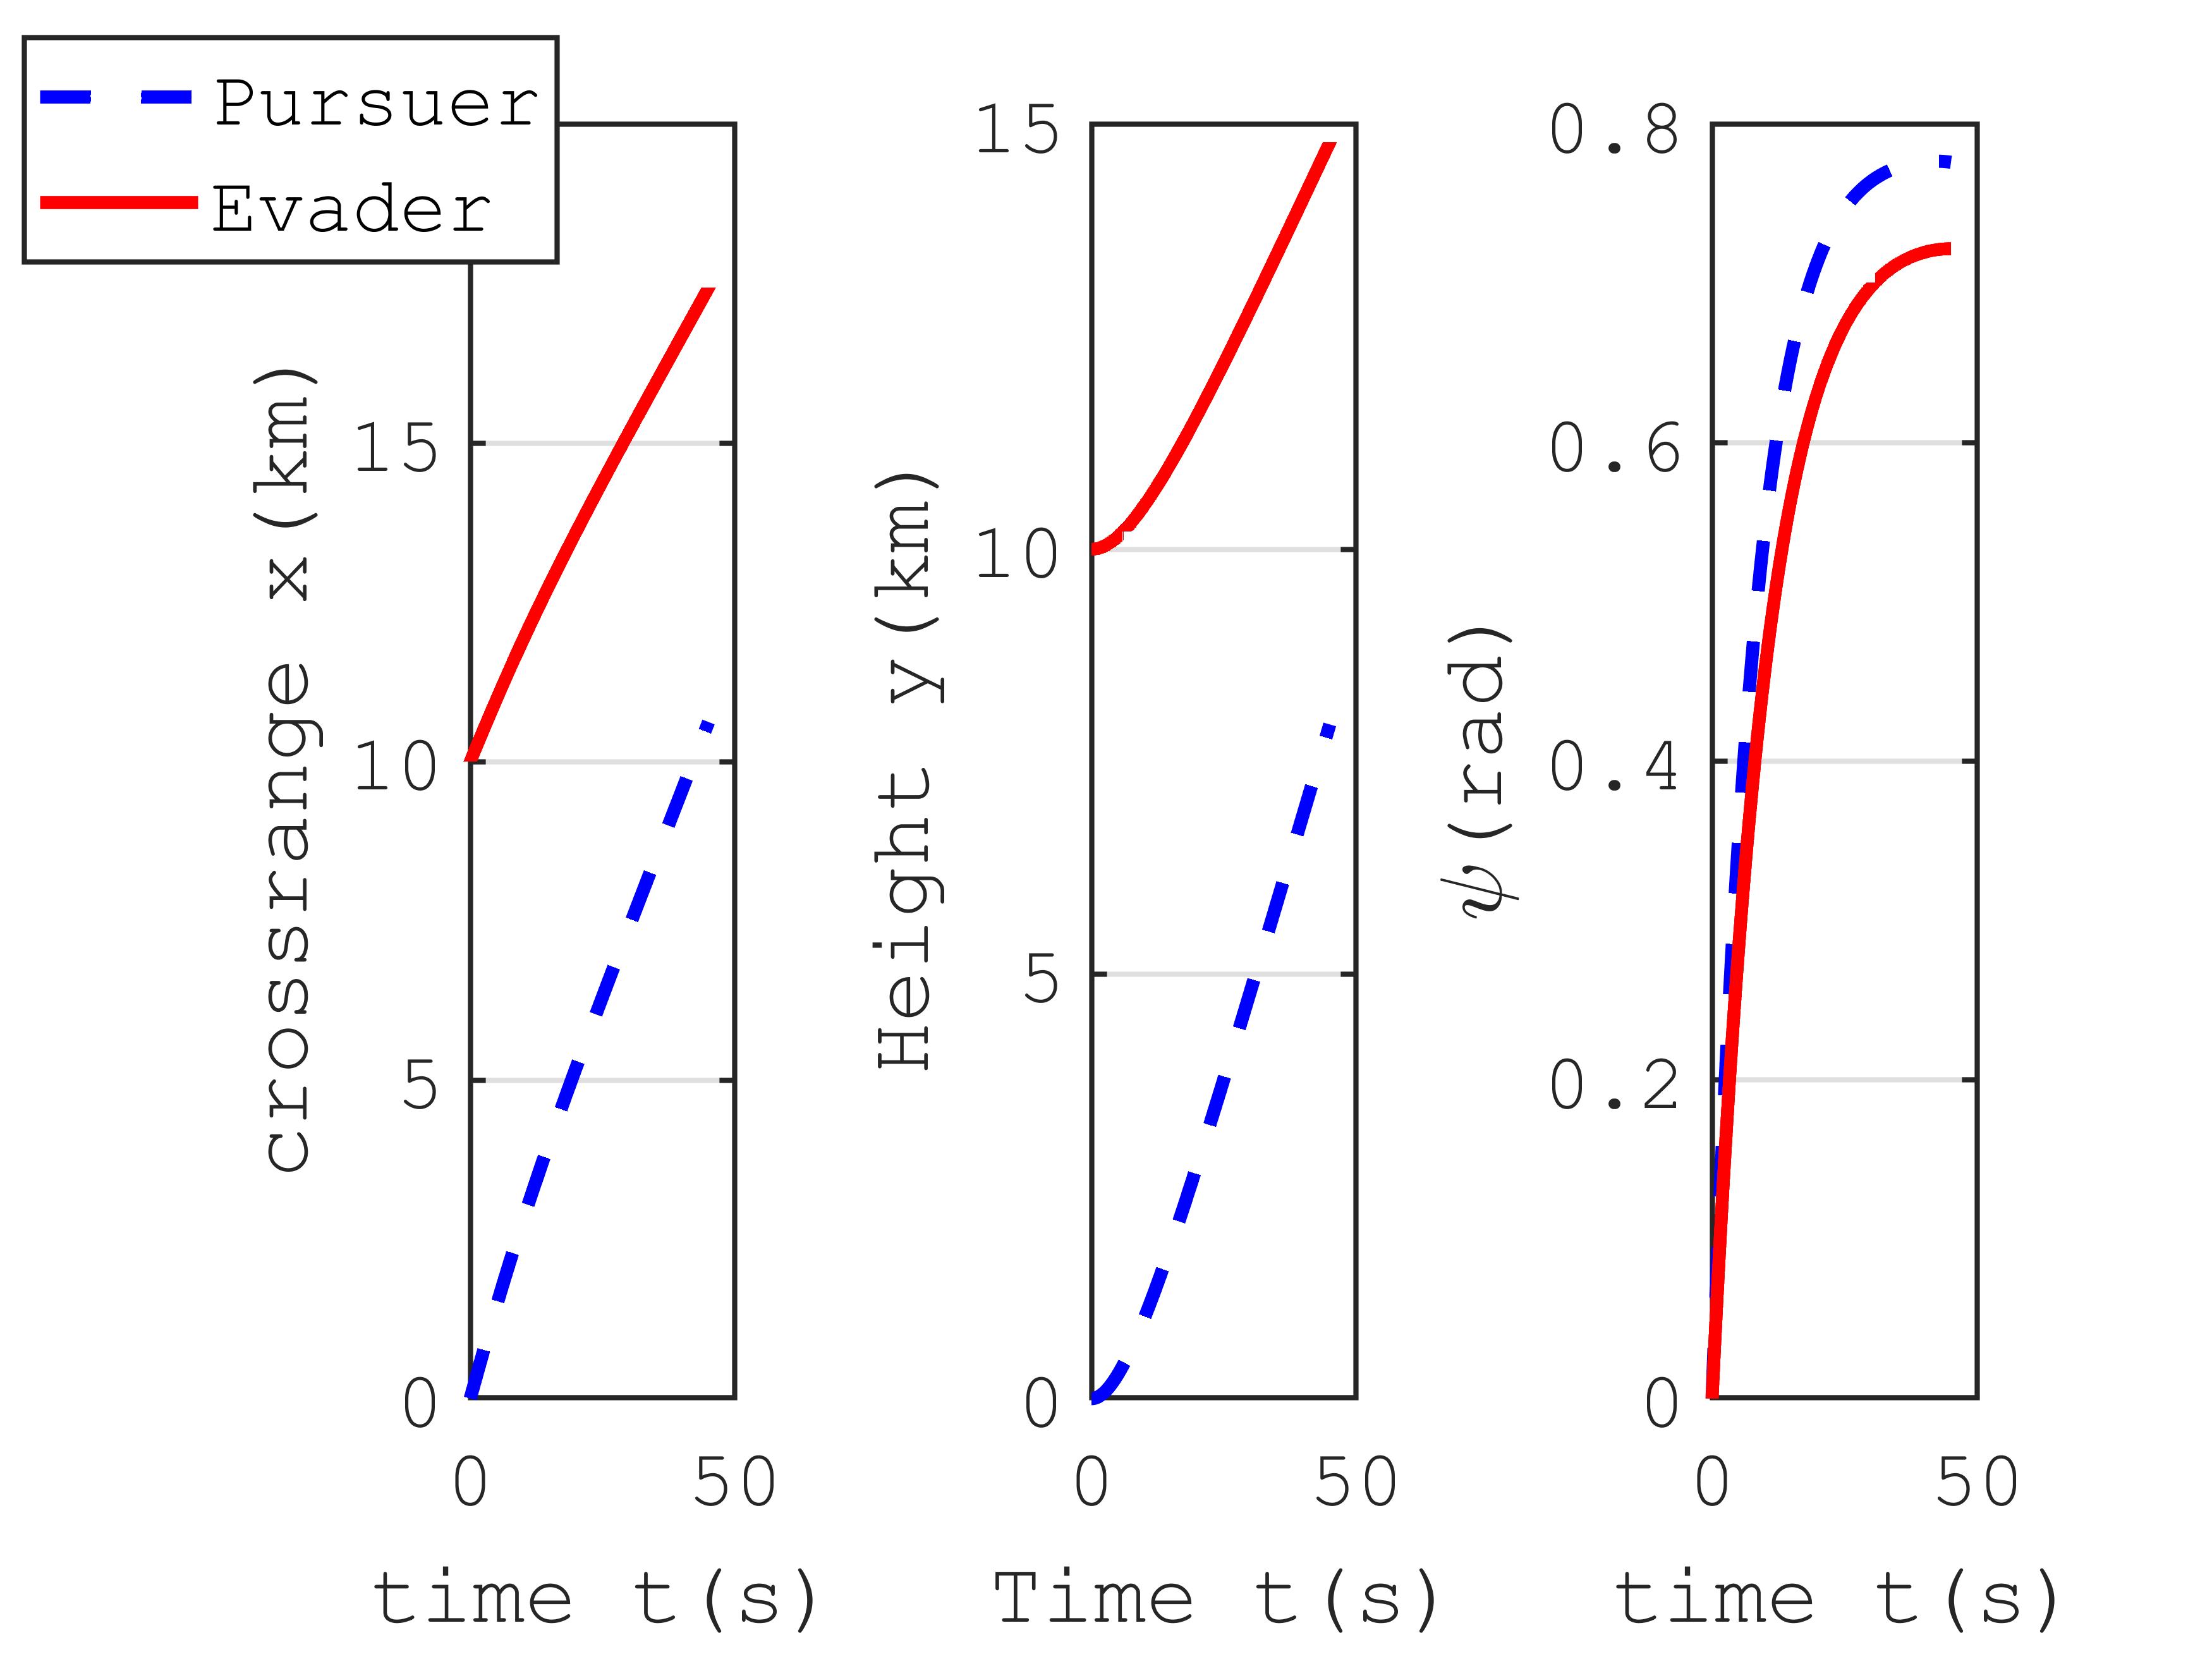 Pursuer
Evader
crossrange x(km)
15
10
5
0
0 50
time t(s)
Height y(km)
15
10
5
0
0 50
Time t(s)
ψ(rad)
0.8
0.6
0.4
0.2
0
0 50
time t(s)